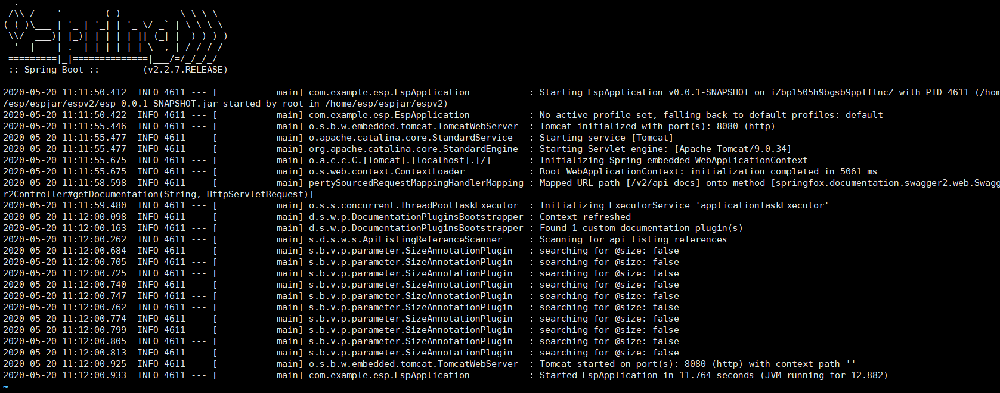 .   ____          _            __ _ _
 /\\ / ___'_ __ _ _(_)_ __  __ _ \ \ \ \
( ( )\___ | '_ | '_| | '_ \/ _` | \ \ \ \
 \\/  ___)| |_)| | | | | || (_| |  ) ) ) )
  '  |____| .__|_| |_|_| |_\__, | / / / /
 =========|_|==============|___/=/_/_/_/
 :: Spring Boot ::        (v2.2.7.RELEASE)

2020-05-20 11:11:50.412  INFO 4611 --- [           main] com.example.esp.EspApplication           : Starting EspApplication v0.0.1-SNAPSHOT on iZbp1505h9bgsb9pplflncZ with PID 4611 (/hom
/esp/espjar/espv2/esp-0.0.1-SNAPSHOT.jar started by root in /home/esp/espjar/espv2)
2020-05-20 11:11:50.422  INFO 4611 --- [           main] com.example.esp.EspApplication           : No active profile set, falling back to default profiles: default
2020-05-20 11:11:55.446  INFO 4611 --- [           main] o.s.b.w.embedded.tomcat.TomcatWebServer  : Tomcat initialized with port(s): 8080 (http)
2020-05-20 11:11:55.477  INFO 4611 --- [           main] o.apache.catalina.core.StandardService   : Starting service [Tomcat]
2020-05-20 11:11:55.477  INFO 4611 --- [           main] org.apache.catalina.core.StandardEngine  : Starting Servlet engine: [Apache Tomcat/9.0.34]
2020-05-20 11:11:55.675  INFO 4611 --- [           main] o.a.c.c.C.[Tomcat].[localhost].[/]       : Initializing Spring embedded WebApplicationContext
2020-05-20 11:11:55.675  INFO 4611 --- [           main] o.s.web.context.ContextLoader            : Root WebApplicationContext: initialization completed in 5061 ms
2020-05-20 11:11:58.598  INFO 4611 --- [           main] pertySourcedRequestMappingHandlerMapping : Mapped URL path [/v2/api-docs] onto method [springfox.documentation.swagger2.web.Swagg
r2Controller#getDocumentation(String, HttpServletRequest)]
2020-05-20 11:11:59.480  INFO 4611 --- [           main] o.s.s.concurrent.ThreadPoolTaskExecutor  : Initializing ExecutorService 'applicationTaskExecutor'
2020-05-20 11:12:00.098  INFO 4611 --- [           main] d.s.w.p.DocumentationPluginsBootstrapper : Context refreshed
2020-05-20 11:12:00.163  INFO 4611 --- [           main] d.s.w.p.DocumentationPluginsBootstrapper : Found 1 custom documentation plugin(s)
2020-05-20 11:12:00.262  INFO 4611 --- [           main] s.d.s.w.s.ApiListingReferenceScanner     : Scanning for api listing references
2020-05-20 11:12:00.684  INFO 4611 --- [           main] s.b.v.p.parameter.SizeAnnotationPlugin   : searching for @size: false
2020-05-20 11:12:00.705  INFO 4611 --- [           main] s.b.v.p.parameter.SizeAnnotationPlugin   : searching for @size: false
2020-05-20 11:12:00.725  INFO 4611 --- [           main] s.b.v.p.parameter.SizeAnnotationPlugin   : searching for @size: false
2020-05-20 11:12:00.740  INFO 4611 --- [           main] s.b.v.p.parameter.SizeAnnotationPlugin   : searching for @size: false
2020-05-20 11:12:00.747  INFO 4611 --- [           main] s.b.v.p.parameter.SizeAnnotationPlugin   : searching for @size: false
2020-05-20 11:12:00.762  INFO 4611 --- [           main] s.b.v.p.parameter.SizeAnnotationPlugin   : searching for @size: false
2020-05-20 11:12:00.774  INFO 4611 --- [           main] s.b.v.p.parameter.SizeAnnotationPlugin   : searching for @size: false
2020-05-20 11:12:00.799  INFO 4611 --- [           main] s.b.v.p.parameter.SizeAnnotationPlugin   : searching for @size: false
2020-05-20 11:12:00.805  INFO 4611 --- [           main] s.b.v.p.parameter.SizeAnnotationPlugin   : searching for @size: false
2020-05-20 11:12:00.813  INFO 4611 --- [           main] s.b.v.p.parameter.SizeAnnotationPlugin   : searching for @size: false
2020-05-20 11:12:00.925  INFO 4611 --- [           main] o.s.b.w.embedded.tomcat.TomcatWebServer  : Tomcat started on port(s): 8080 (http) with context path ''
2020-05-20 11:12:00.933  INFO 4611 --- [           main] com.example.esp.EspApplication           : Started EspApplication in 11.764 seconds (JVM running for 12.882)
~